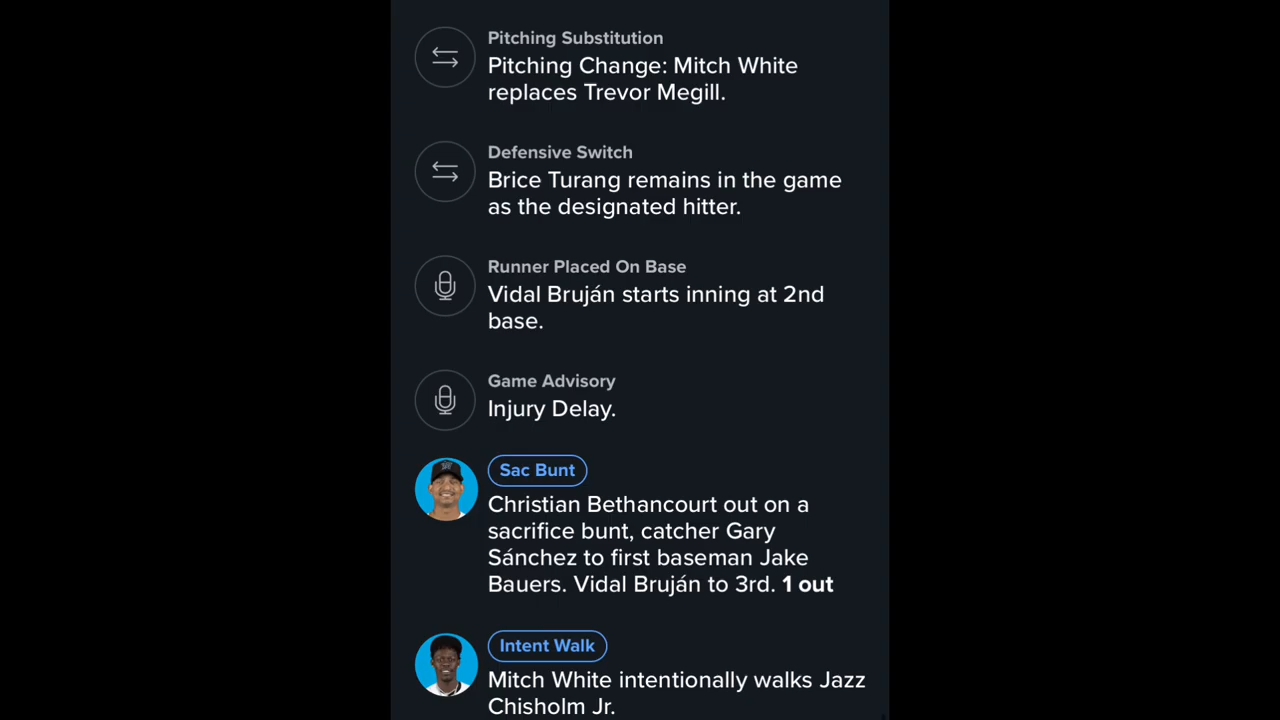 Pitching Substitution
Pitching Change: Mitch White
replaces Trevor Megill.
Defensive Switch
Brice Turang remains in the game
as the designated hitter.
Runner Placed On Base
Vidal Bruján starts inning at 2nd
base.
Game Advisory
Injury Delay.
Sac Bunt
Christian Bethancourt out on a
sacrifice bunt, catcher Gary
Sánchez to first baseman Jake
Bauers. Vidal Bruján to 3rd. 1 out
Intent Walk
Mitch White intentionally walks Jazz
Chisholm Jr.